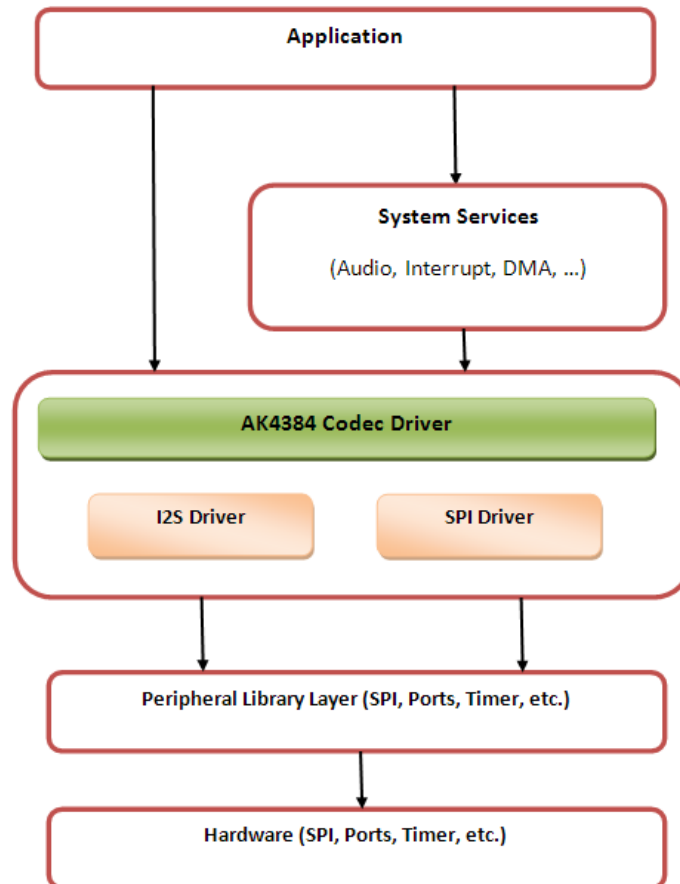 Application
System Services
(Audio, Interrupt, DMA, ...)
AK4384 Codec Driver
I2S Driver
SPI Driver
Peripheral Library Layer (SPI, Ports, Timer, etc.)
Hardware (SPI, Ports, Timer, etc.)